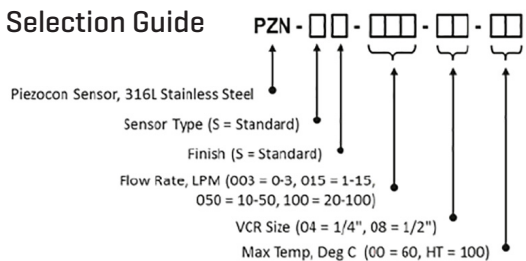 Selection Guide
PZN - □□ - □□□ - □□ - □□
Piezocon Sensor, 316L Stainless Steel
Sensor Type (S = Standard)
Finish (S = Standard)
Flow Rate, LPM (003 = 0-3, 015 = 1-15,
050 = 10-50, 100 = 20-100)
VCR Size (04 = 1/4", 08 = 1/2")
Max Temp, Deg C (00 = 60, HT = 100)